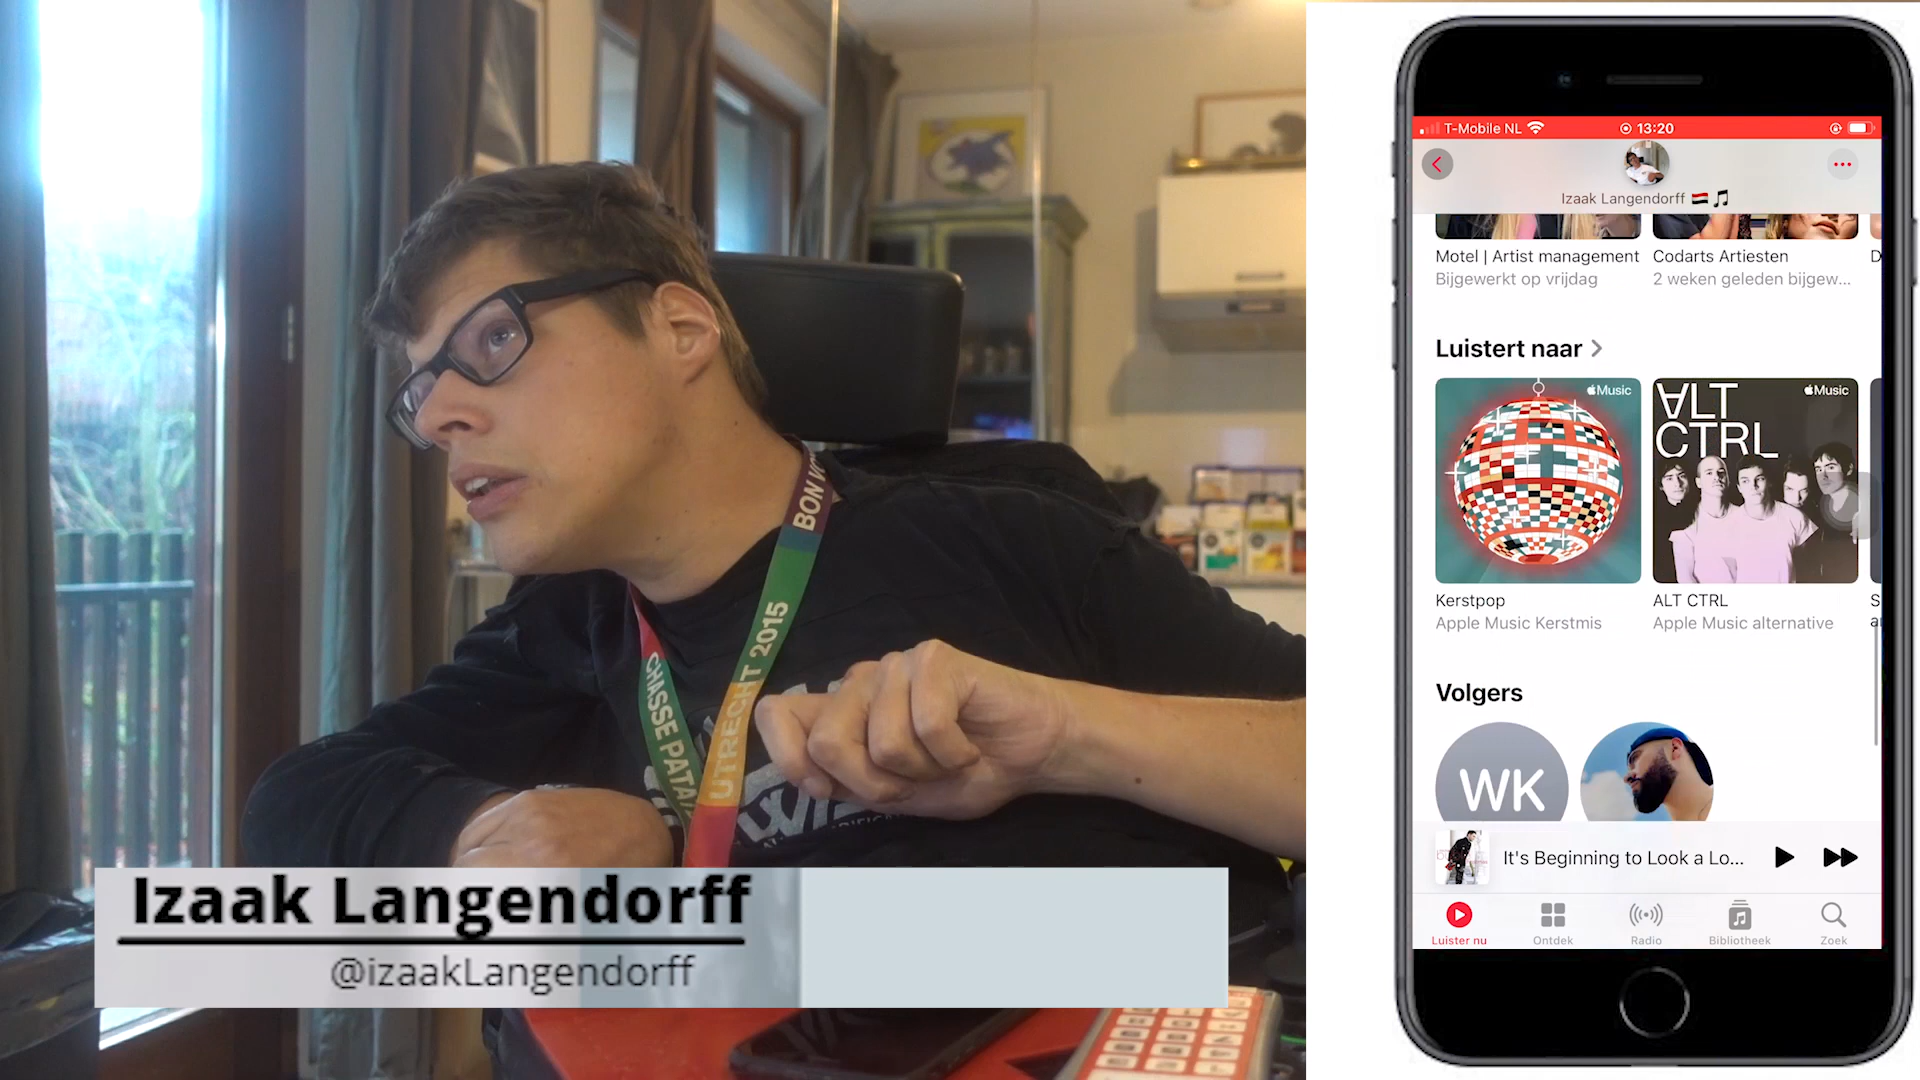 BON VO
UTRECHT 2015
CHASSE PATA
Izaak Langendorff
@izaakLangendorff
T-Mobile NL
13:20
Izaak Langendorff
Motel | Artist management
Bijgewerkt op vrijdag
Codarts Artiesten
2 weken geleden bijgew...
D
Luistert naar
Music
ALT
CTRL
Music
Kerstpop
Apple Music Kerstmis
ALT CTRL
Apple Music alternative
S
a
Volgers
WK
It's Beginning to Look a Lo...
Luister nu
Ontdek
Radio
Bibliotheek
Zoek